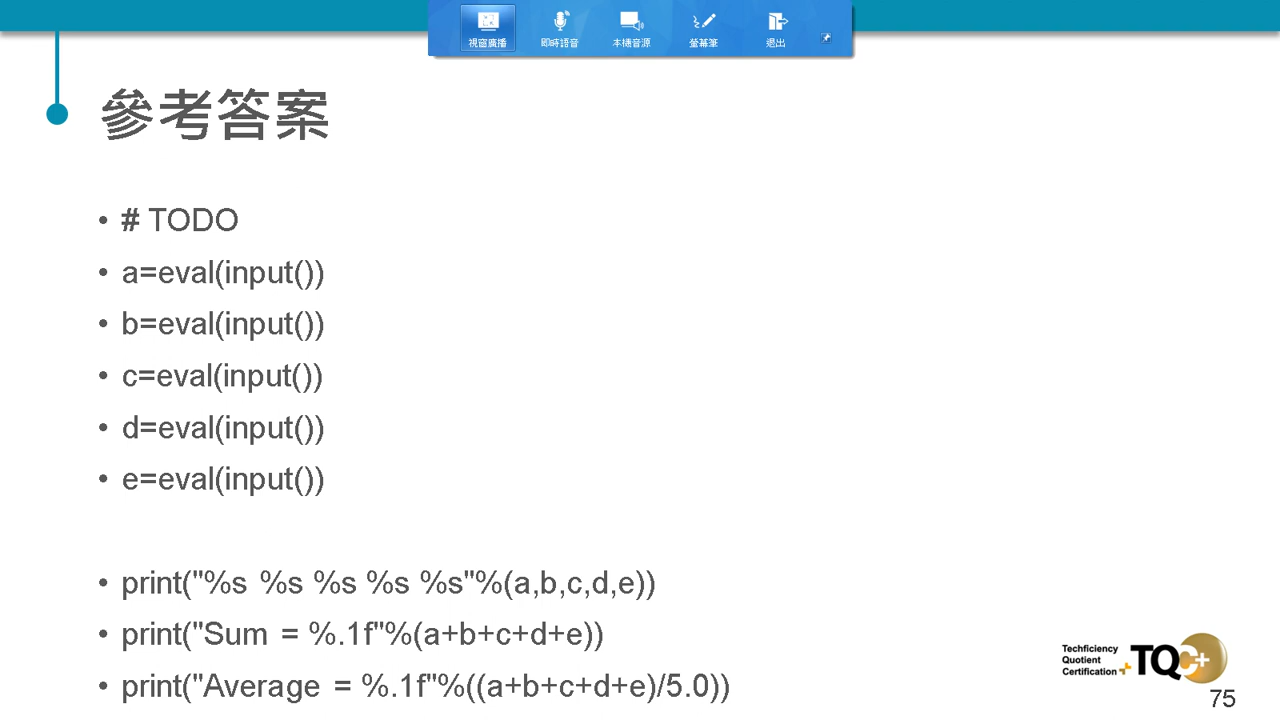 視窗廣播 即時語音 本機音源 螢幕筆 退出
參考答案
• # TODO
• a=eval(input())
• b=eval(input())
• c=eval(input())
• d=eval(input())
• e=eval(input())
• print("%s %s %s %s %s"%(a,b,c,d,e))
• print("Sum = %.1f"%(a+b+c+d+e))
• print("Average = %.1f"%((a+b+c+d+e)/5.0))
Techficiency
Quotient
Certification
TQC+
75